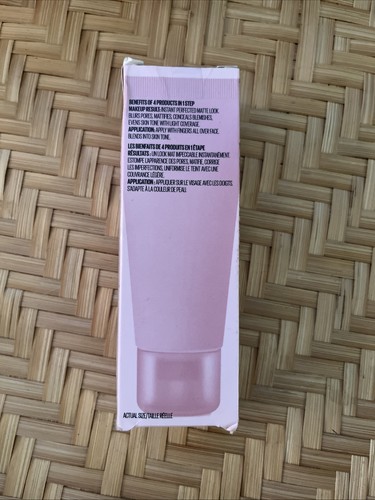 BENEFITS OF 4 PRODUCTS IN 1 STEP
MAKEUP RESULTS: INSTANT PERFECTED MATTE LOOK.
BLURS PORES, MATTIFIES, CONCEALS BLEMISHES,
EVENS SKIN TONE WITH LIGHT COVERAGE.
APPLICATION: APPLY WITH FINGERS ALL OVER FACE.
BLENDS INTO SKIN TONE.
LES BIENFAITS DE 4 PRODUITS EN 1 ÉTAPE
RÉSULTATS : UN LOOK MAT IMPECCABLE INSTANTANÉMENT.
ESTOMPE L'APPARENCE DES PORES, MATIFIE, CORRIGE
LES IMPERFECTIONS, UNIFORMISE LE TEINT AVEC UNE
COUVRANCE LÉGÈRE.
APPLICATION : APPLIQUER SUR LE VISAGE AVEC LES DOIGTS.
S'ADAPTE À LA COULEUR DE PEAU.
ACTUAL SIZE/TAILLE RÉELLE